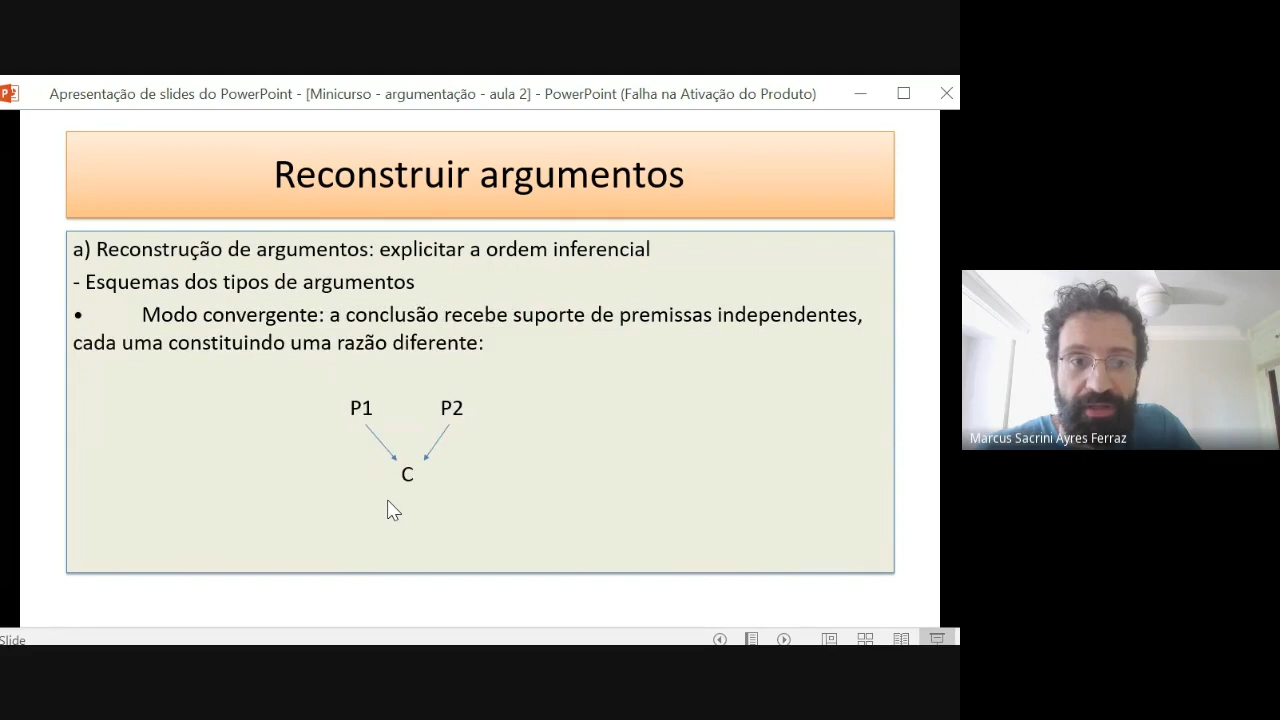 Apresentação de slides do PowerPoint - [Minicurso - argumentação - aula 2] - PowerPoint (Falha na Ativação do Produto)
Reconstruir argumentos
a) Reconstrução de argumentos: explicitar a ordem inferencial
- Esquemas dos tipos de argumentos
• Modo convergente: a conclusão recebe suporte de premissas independentes,
cada uma constituindo uma razão diferente:
P1 P2
C
Marcus Sacrini Ayres Ferraz
Slide